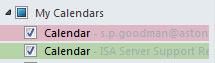 My Calendars
Calendar - s.p.goodman@aston
Calendar - ISA Server Support Re